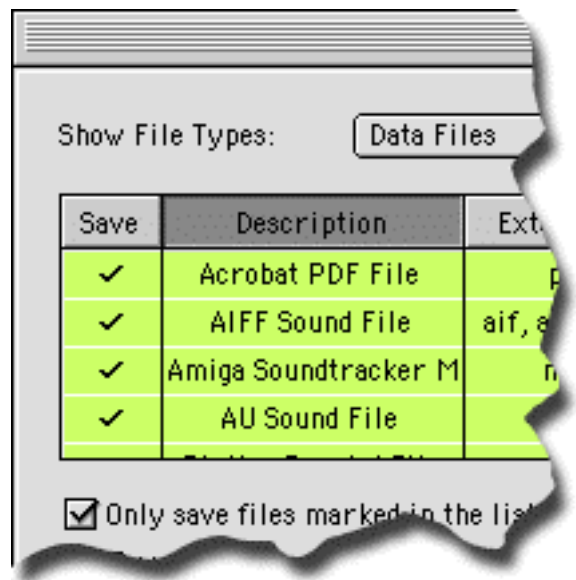 Show File Types: Data Files
Save Description Ext
✓ Acrobat PDF File p
✓ AIFF Sound File aif, a
✓ Amiga Soundtracker M
✓ AU Sound File
Only save files marked in the list